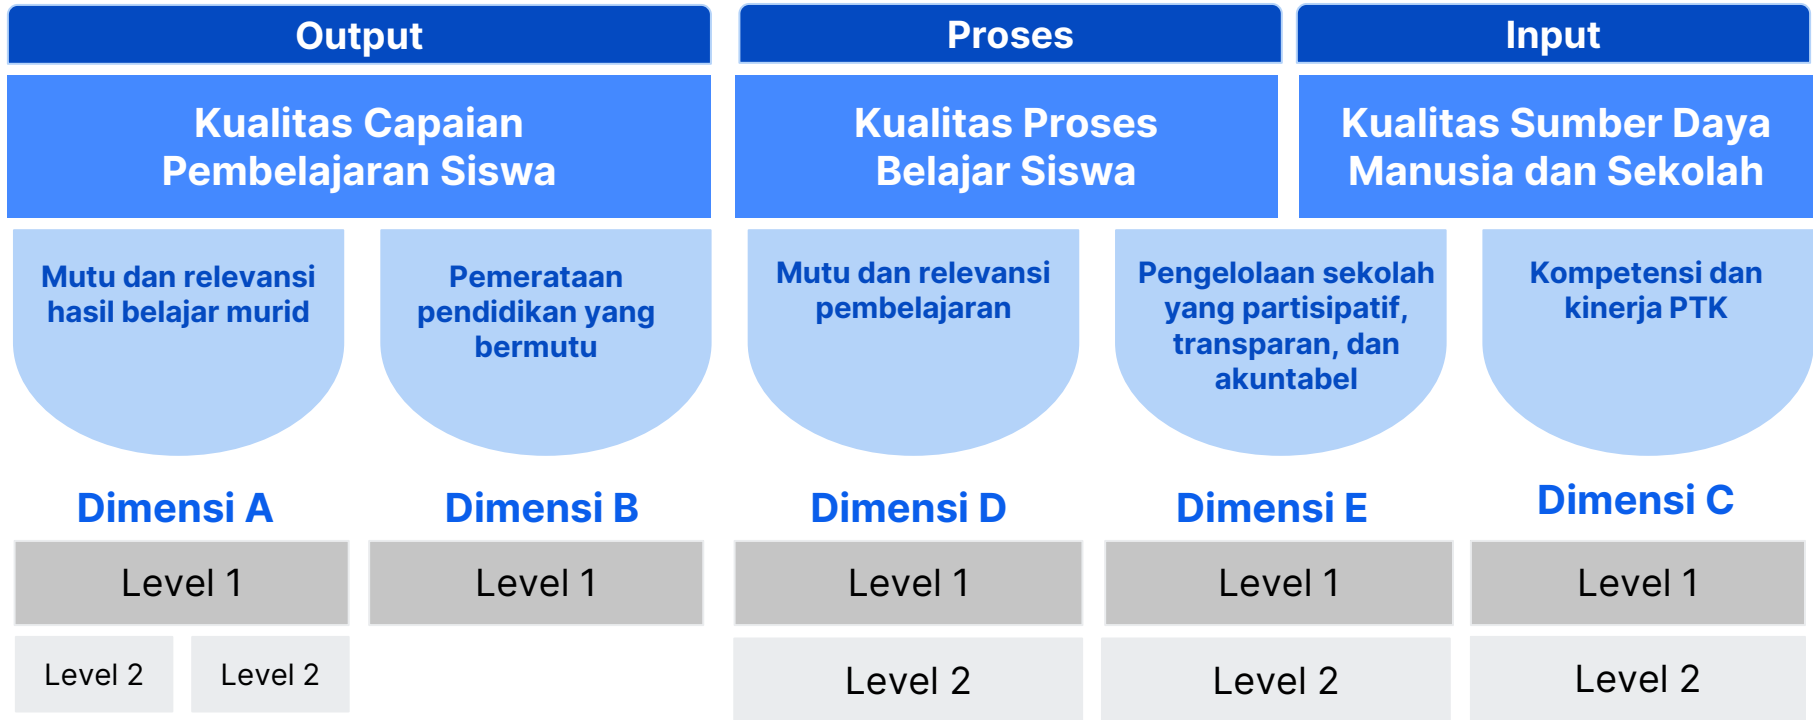 Output
Proses
Input
Kualitas Capaian
Pembelajaran Siswa
Kualitas Proses
Belajar Siswa
Kualitas Sumber Daya
Manusia dan Sekolah
Mutu dan relevansi
hasil belajar murid
Pemerataan
pendidikan yang
bermutu
Mutu dan relevansi
pembelajaran
Pengelolaan sekolah
yang partisipatif,
transparan, dan
akuntabel
Kompetensi dan
kinerja PTK
Dimensi A
Dimensi B
Dimensi D
Dimensi E
Dimensi C
Level 1
Level 1
Level 1
Level 1
Level 1
Level 2
Level 2
Level 2
Level 2
Level 2